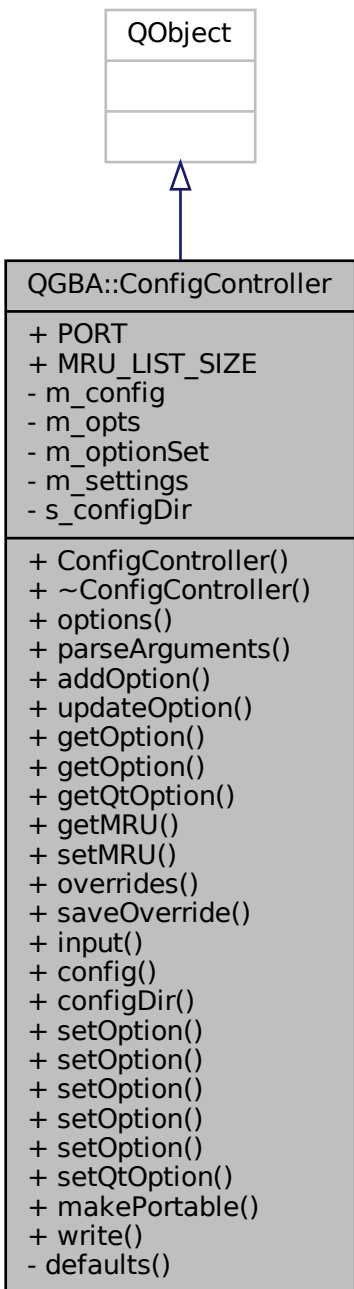 QObject
QGBA::ConfigController
+ PORT
+ MRU_LIST_SIZE
- m_config
- m_opts
- m_optionSet
- m_settings
- s_configDir
+ ConfigController()
+ ~ConfigController()
+ options()
+ parseArguments()
+ addOption()
+ updateOption()
+ getOption()
+ getOption()
+ getQtOption()
+ getMRU()
+ setMRU()
+ overrides()
+ saveOverride()
+ input()
+ config()
+ configDir()
+ setOption()
+ setOption()
+ setOption()
+ setOption()
+ setOption()
+ setQtOption()
+ makePortable()
+ write()
- defaults()